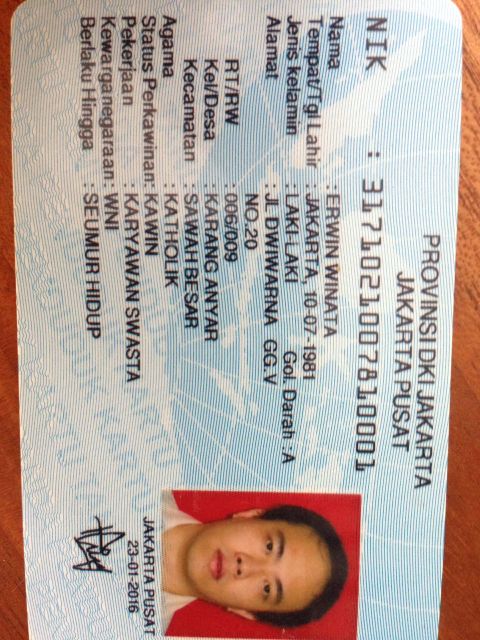 PROVINSI DKI JAKARTA
JAKARTA PUSAT
NIK : 3171021007810001
Nama : ERWIN WINATA
Tempat/Tgl Lahir : JAKARTA, 10-07-1981
Jenis kelamin : LAKI-LAKI Gol. Darah : A
Alamat : JL DWIWARNA GG.V
NO.20
RT/RW : 006/009
Kel/Desa : KARANG ANYAR
Kecamatan : SAWAH BESAR
Agama : KATHOLIK
Status Perkawinan: KAWIN
Pekerjaan : KARYAWAN SWASTA
Kewarganegaraan: WNI
Berlaku Hingga : SEUMUR HIDUP
JAKARTA PUSAT
23-01-2016